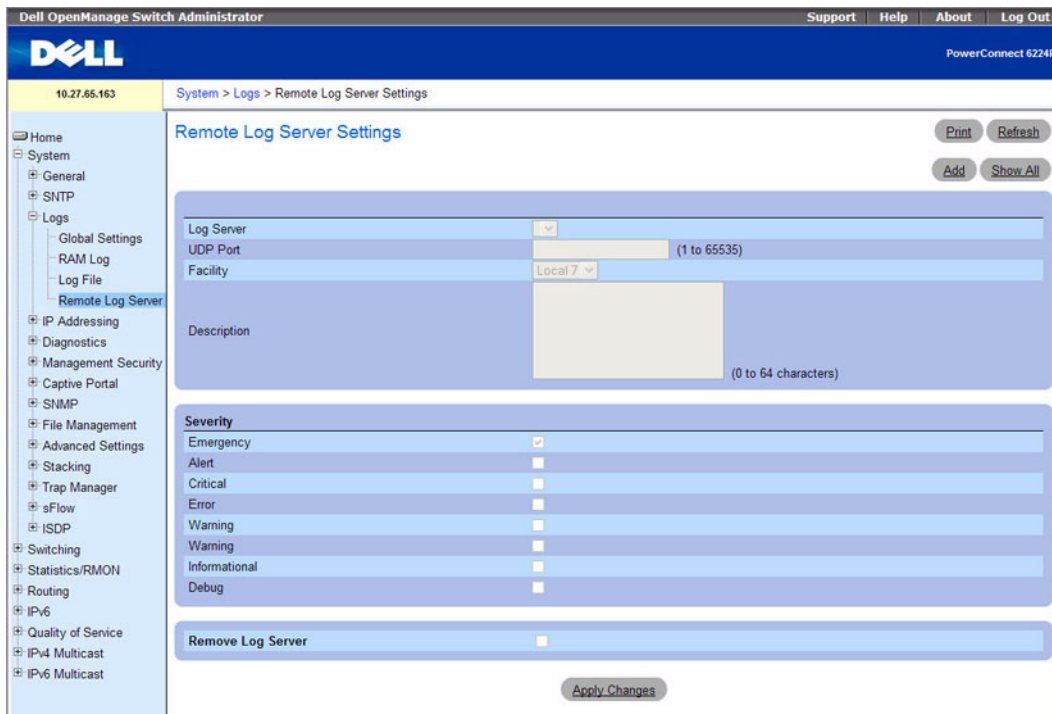 Dell OpenManage Switch Administrator
Support Help About Log Out
DELL
PowerConnect 6224
10.27.65.163
System > Logs > Remote Log Server Settings
Home
System
General
SNTP
Logs
Global Settings
RAM Log
Log File
Remote Log Server
IP Addressing
Diagnostics
Management Security
Captive Portal
SNMP
File Management
Advanced Settings
Stacking
Trap Manager
sFlow
ISDP
Switching
Statistics/RMON
Routing
IPv6
Quality of Service
IPv4 Multicast
IPv6 Multicast
Remote Log Server Settings
Print Refresh
Add Show All
Log Server
UDP Port (1 to 65535)
Facility Local 7
Description (0 to 64 characters)
Severity
Emergency
Alert
Critical
Error
Warning
Warning
Informational
Debug
Remove Log Server
Apply Changes